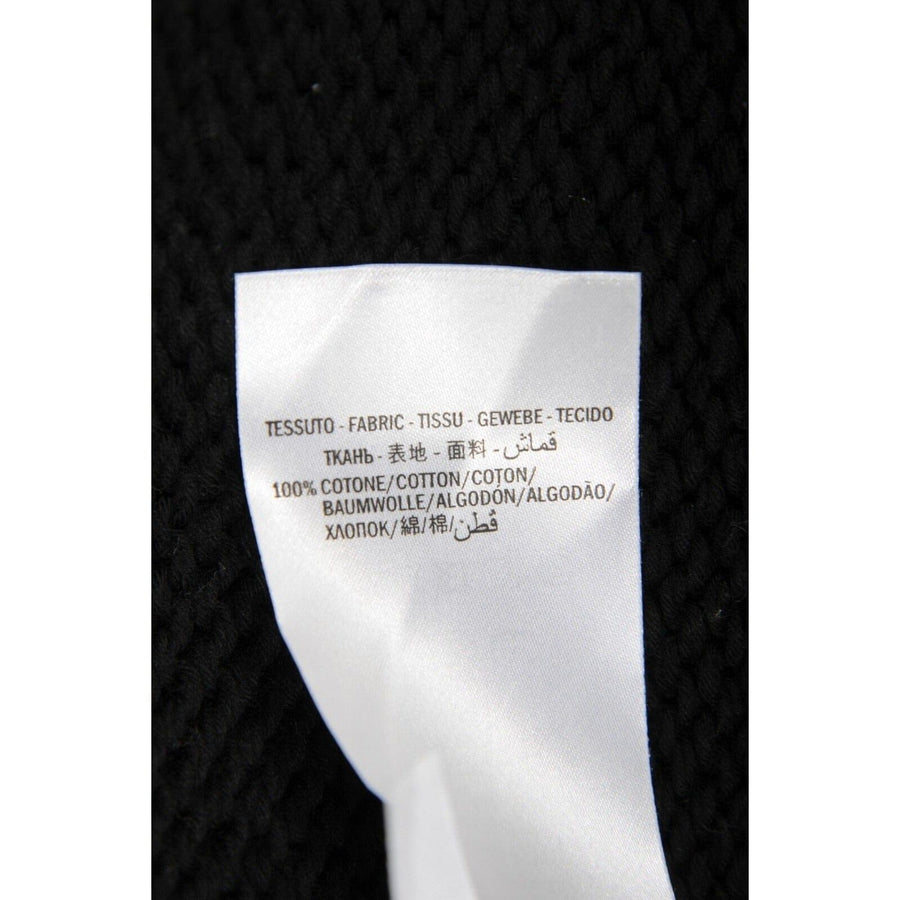 TESSUTO - FABRIC - TISSU - GEWEBE - TECIDO
ТКАНЬ - 表地 - 面料 - قماش
100% COTONE/COTTON/COTON/
BAUMWOLLE/ALGODÓN/ALGODÃO/
ХЛОПОК/綿/棉/قُطْن